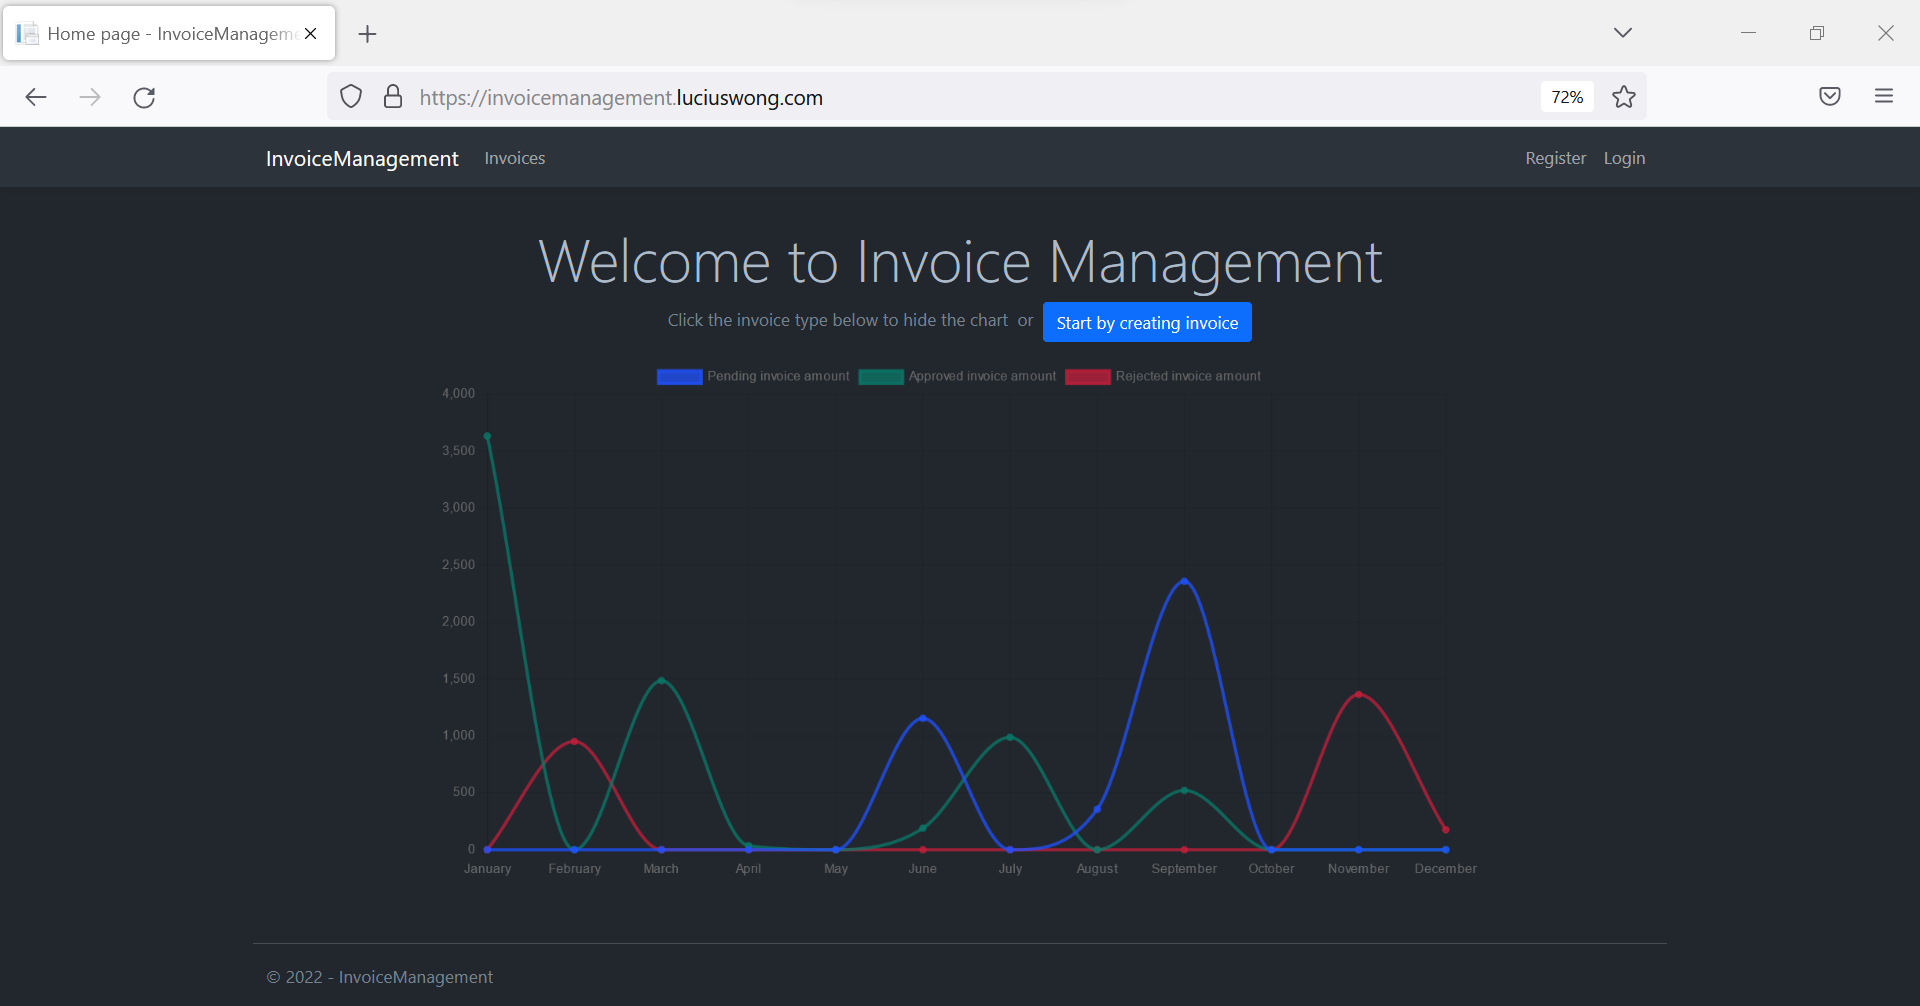 Home page - InvoiceManagem
https://invoicemanagement.luciuswong.com
72%
InvoiceManagement Invoices Register Login
Welcome to Invoice Management
Click the invoice type below to hide the chart or Start by creating invoice
Pending invoice amount Approved invoice amount Rejected invoice amount
4,000
3,500
3,000
2,500
2,000
1,500
1,000
500
0
January February March April May June July August September October November December
© 2022 - InvoiceManagement